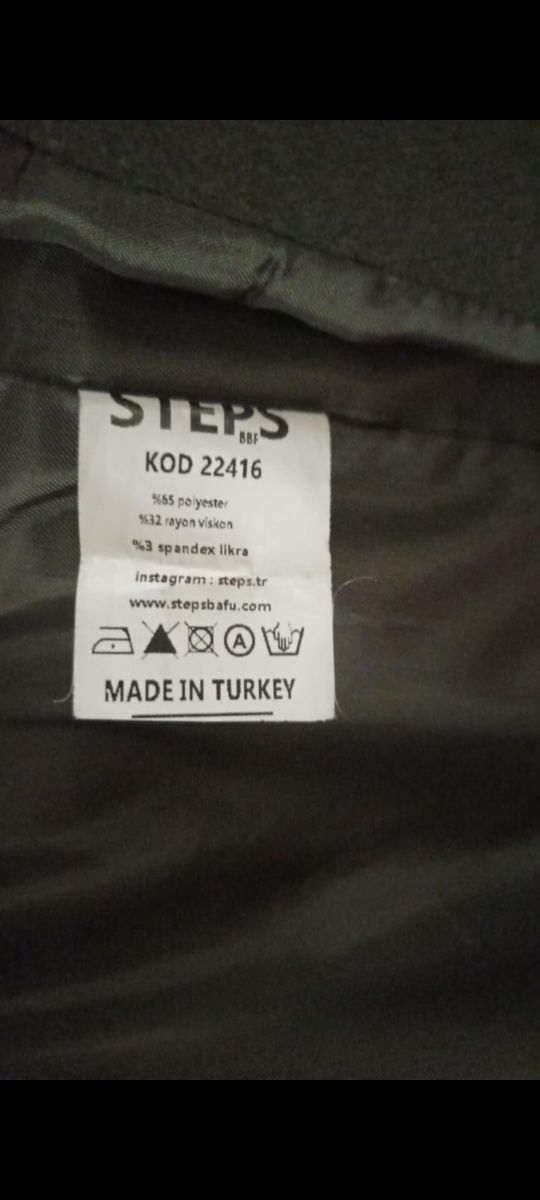 STEPS
BBF
KOD 22416
%65 polyester
%32 rayon viskon
%3 spandex likra
instagram : steps.tr
www.stepsbafu.com
A
MADE IN TURKEY